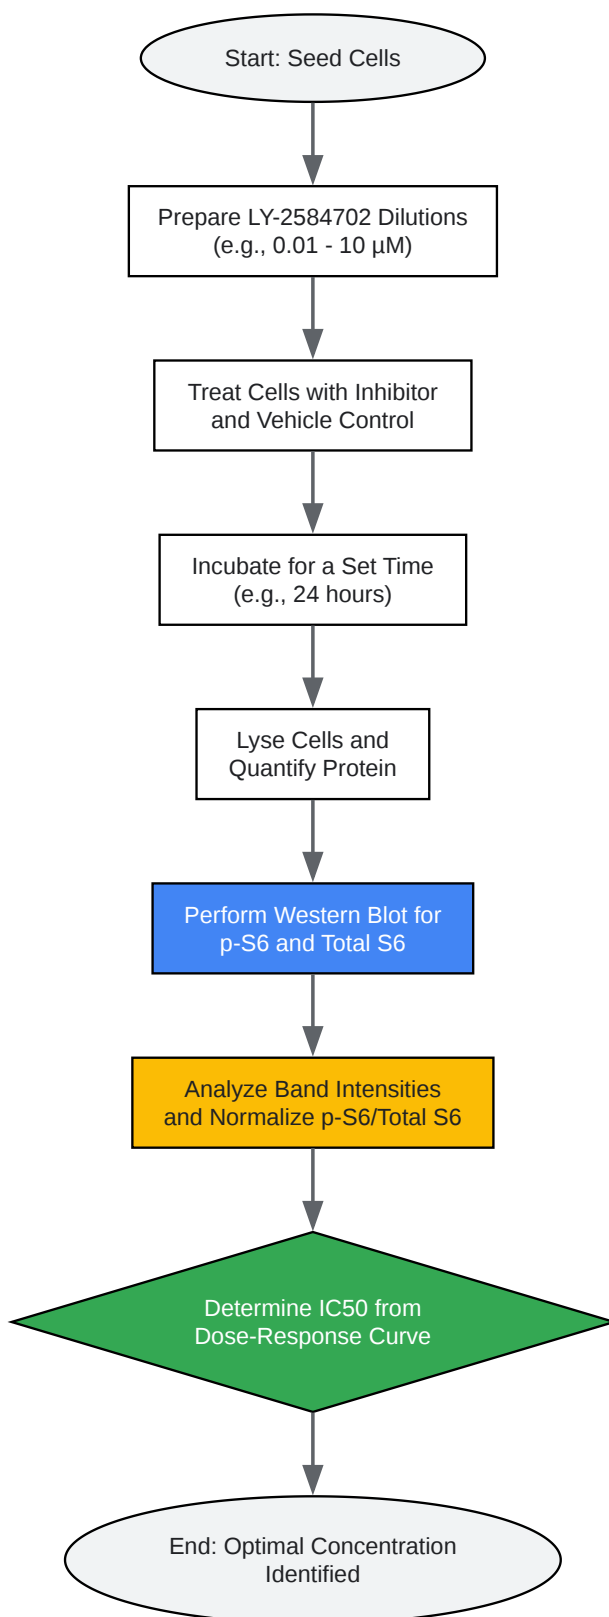 Start: Seed Cells
Prepare LY-2584702 Dilutions
(e.g., 0.01 - 10 µM)
Treat Cells with Inhibitor
and Vehicle Control
Incubate for a Set Time
(e.g., 24 hours)
Lyse Cells and
Quantify Protein
Perform Western Blot for
p-S6 and Total S6
Analyze Band Intensities
and Normalize p-S6/Total S6
Determine IC50 from
Dose-Response Curve
End: Optimal Concentration
Identified